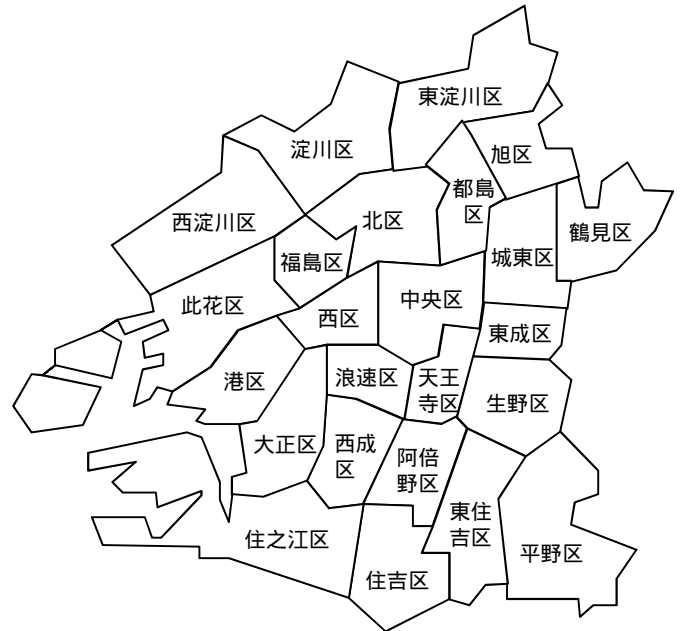 東淀川区
淀川区
旭区
都島
区
西淀川区
北区
鶴見区
城東区
福島区
此花区
中央区
西区
東成区
港区
浪速区
天王
寺区
生野区
大正区
西成
区
阿倍
野区
東住
吉区
住之江区
平野区
住吉区